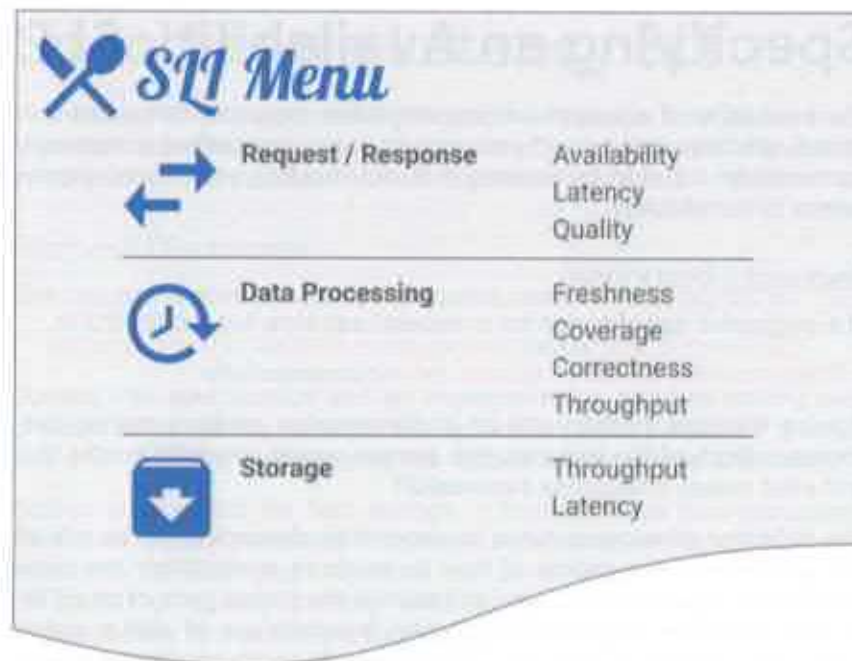 SLI Menu
Request / Response
Availability
Latency
Quality
Data Processing
Freshness
Coverage
Correctness
Throughput
Storage
Throughput
Latency